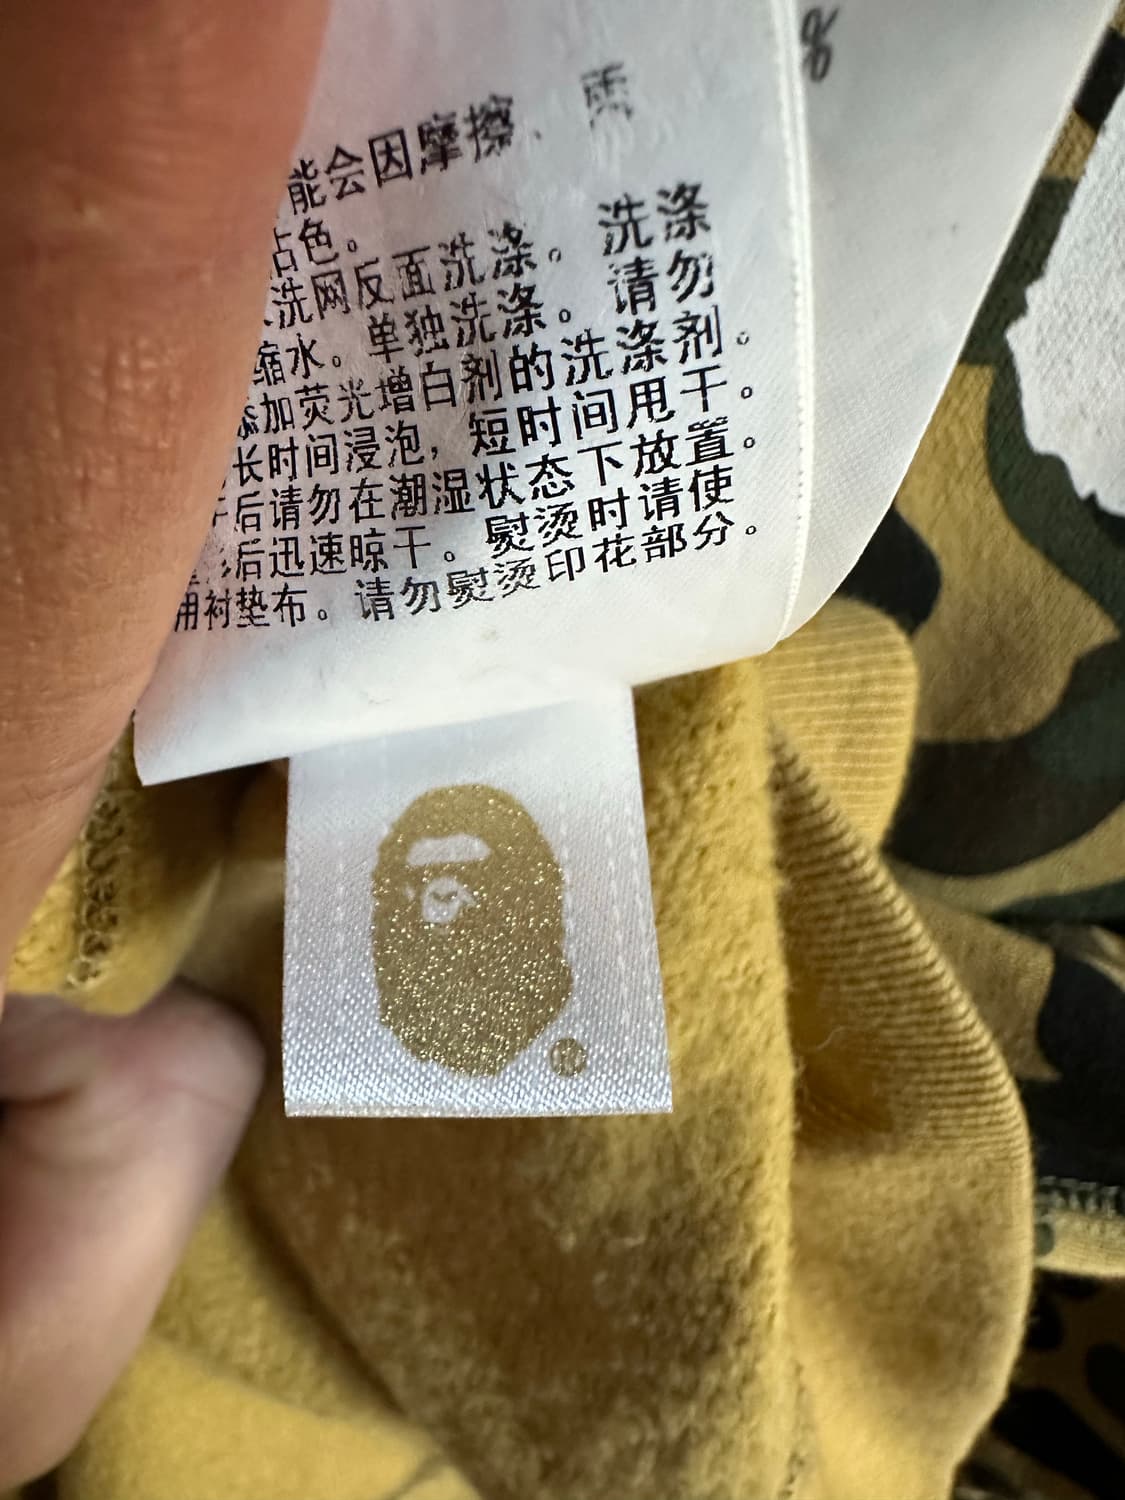 %
能会因摩擦、
色。
洗网反面洗涤。洗涤
缩水。单独洗涤。请勿
添加荧光增白剂的洗涤剂。
长时间浸泡，短时间甩干。
后请勿在潮湿状态下放置。
后迅速晾干。熨烫时请使
用衬垫布。请勿熨烫印花部分。
®